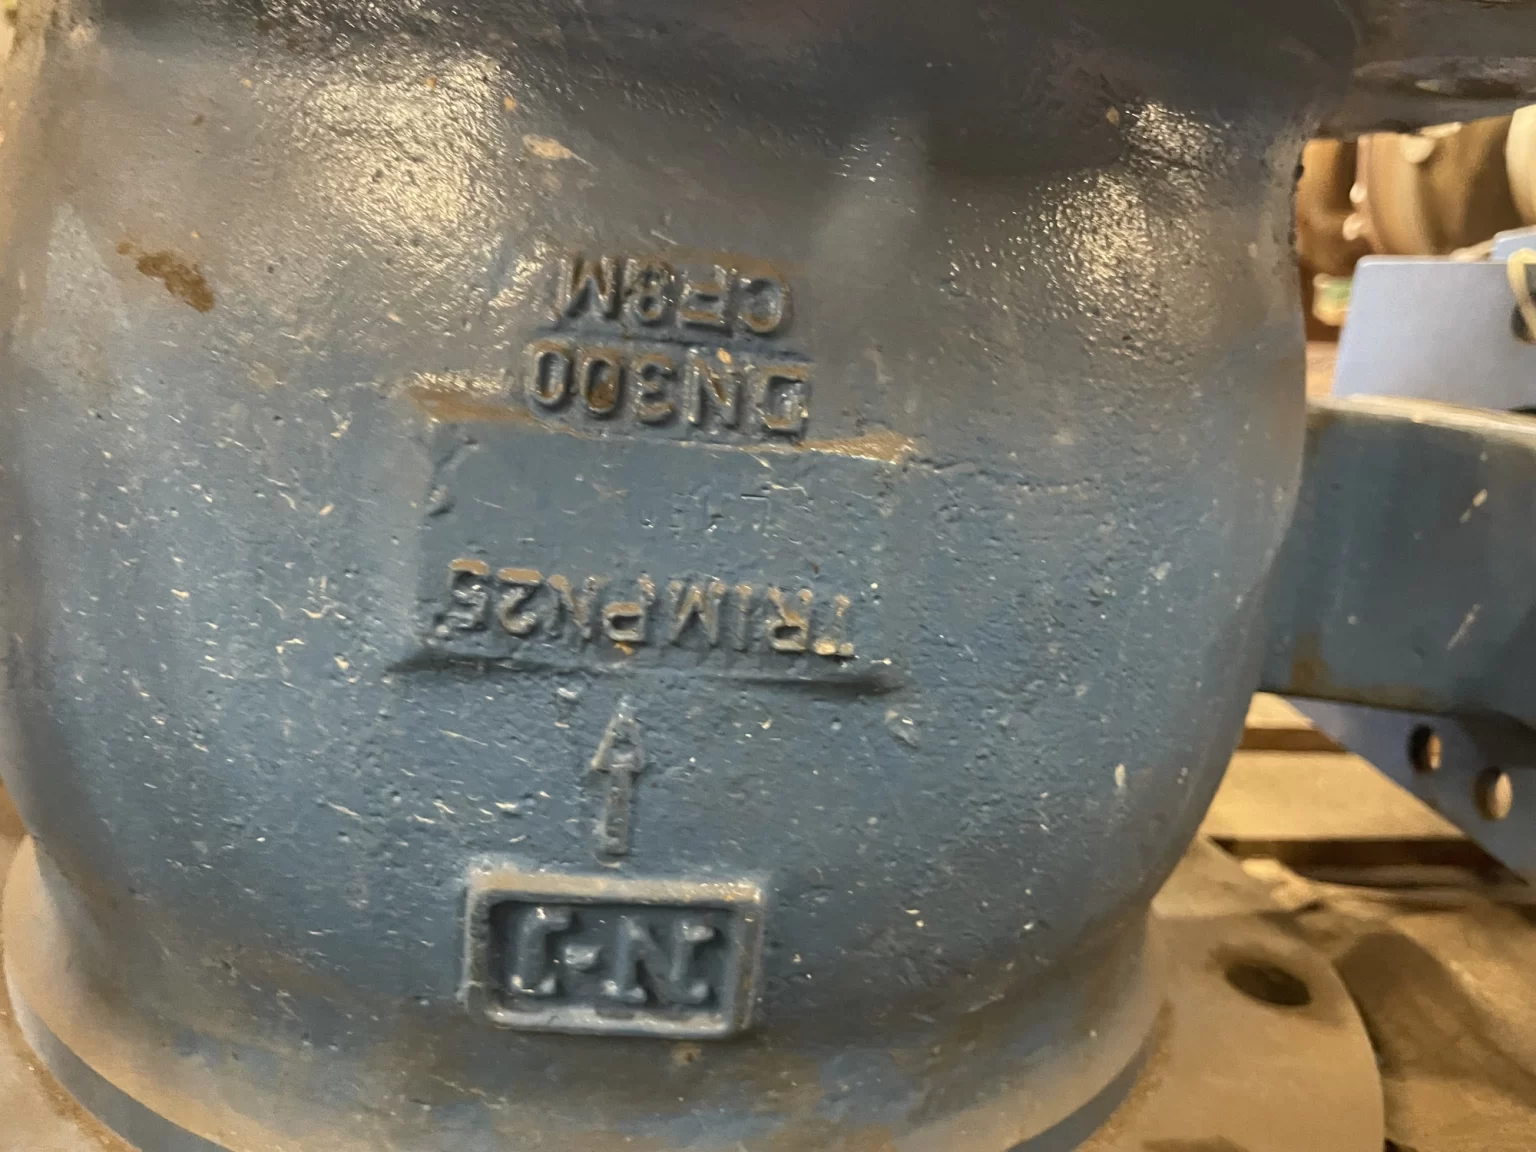 N-J
TRIM PN25
DN300
CF8M